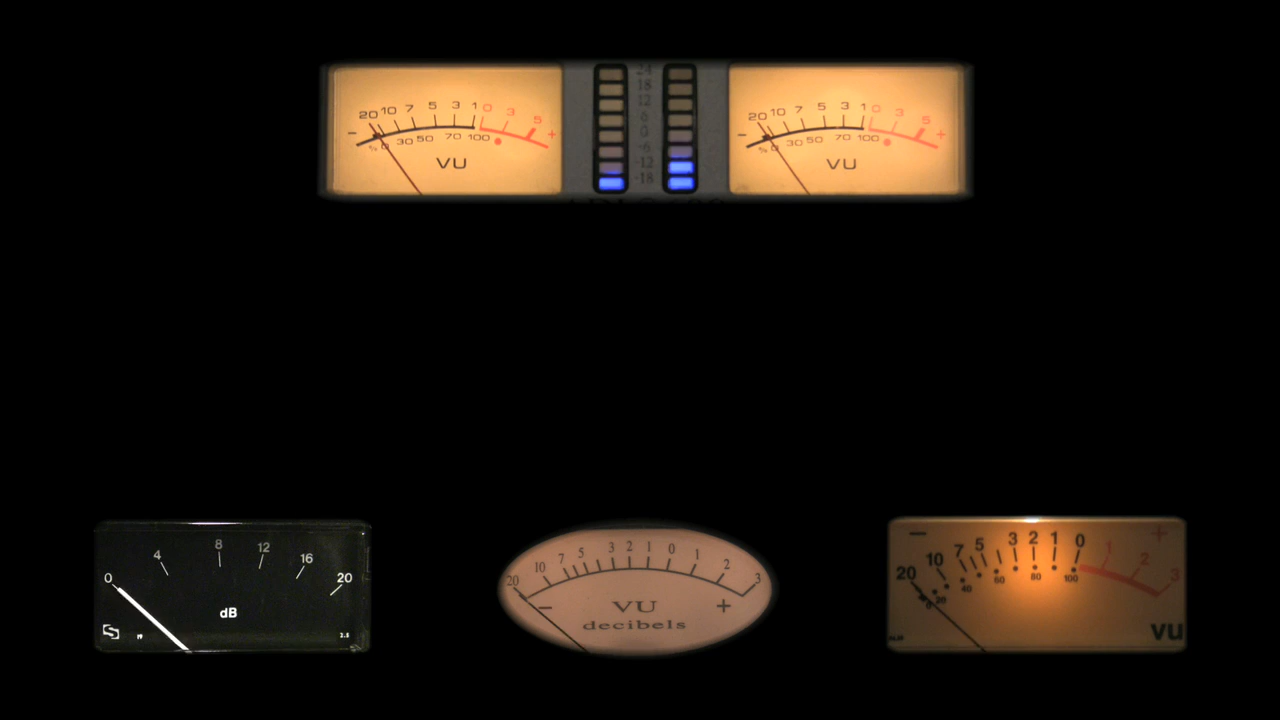 20 10 7 5 3 1 0 3 5
- +
% 0 30 50 70 100
VU
24
18
12
6
0
-6
-12
-18
20 10 7 5 3 1 0 3 5
- +
% 0 30 50 70 100
VU
0 4 8 12 16 20
dB
20 10 7 5 3 2 1 0 1 2 3
- +
VU
decibels
- +
20 10 7 5 3 2 1 0 1 2 3
0 20 40 60 80 100
vu